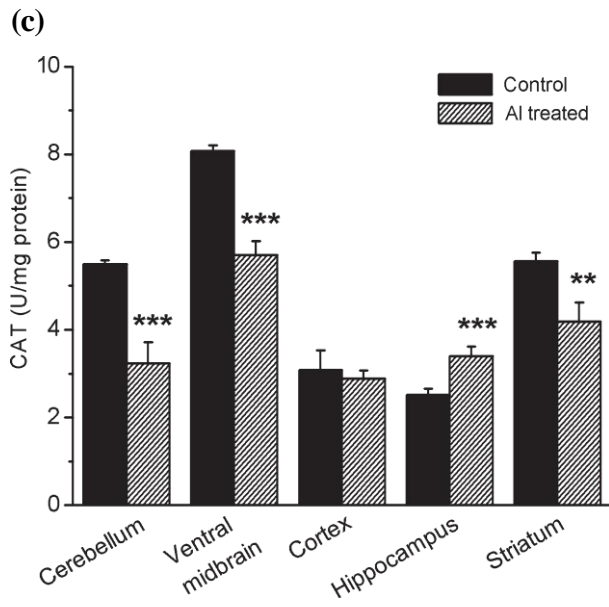 (c)
10
8
6
4
2
0
CAT (U/mg protein)
Control
Al treated
***
***
***
**
Cerebellum
Ventral
midbrain
Cortex
Hippocampus
Striatum